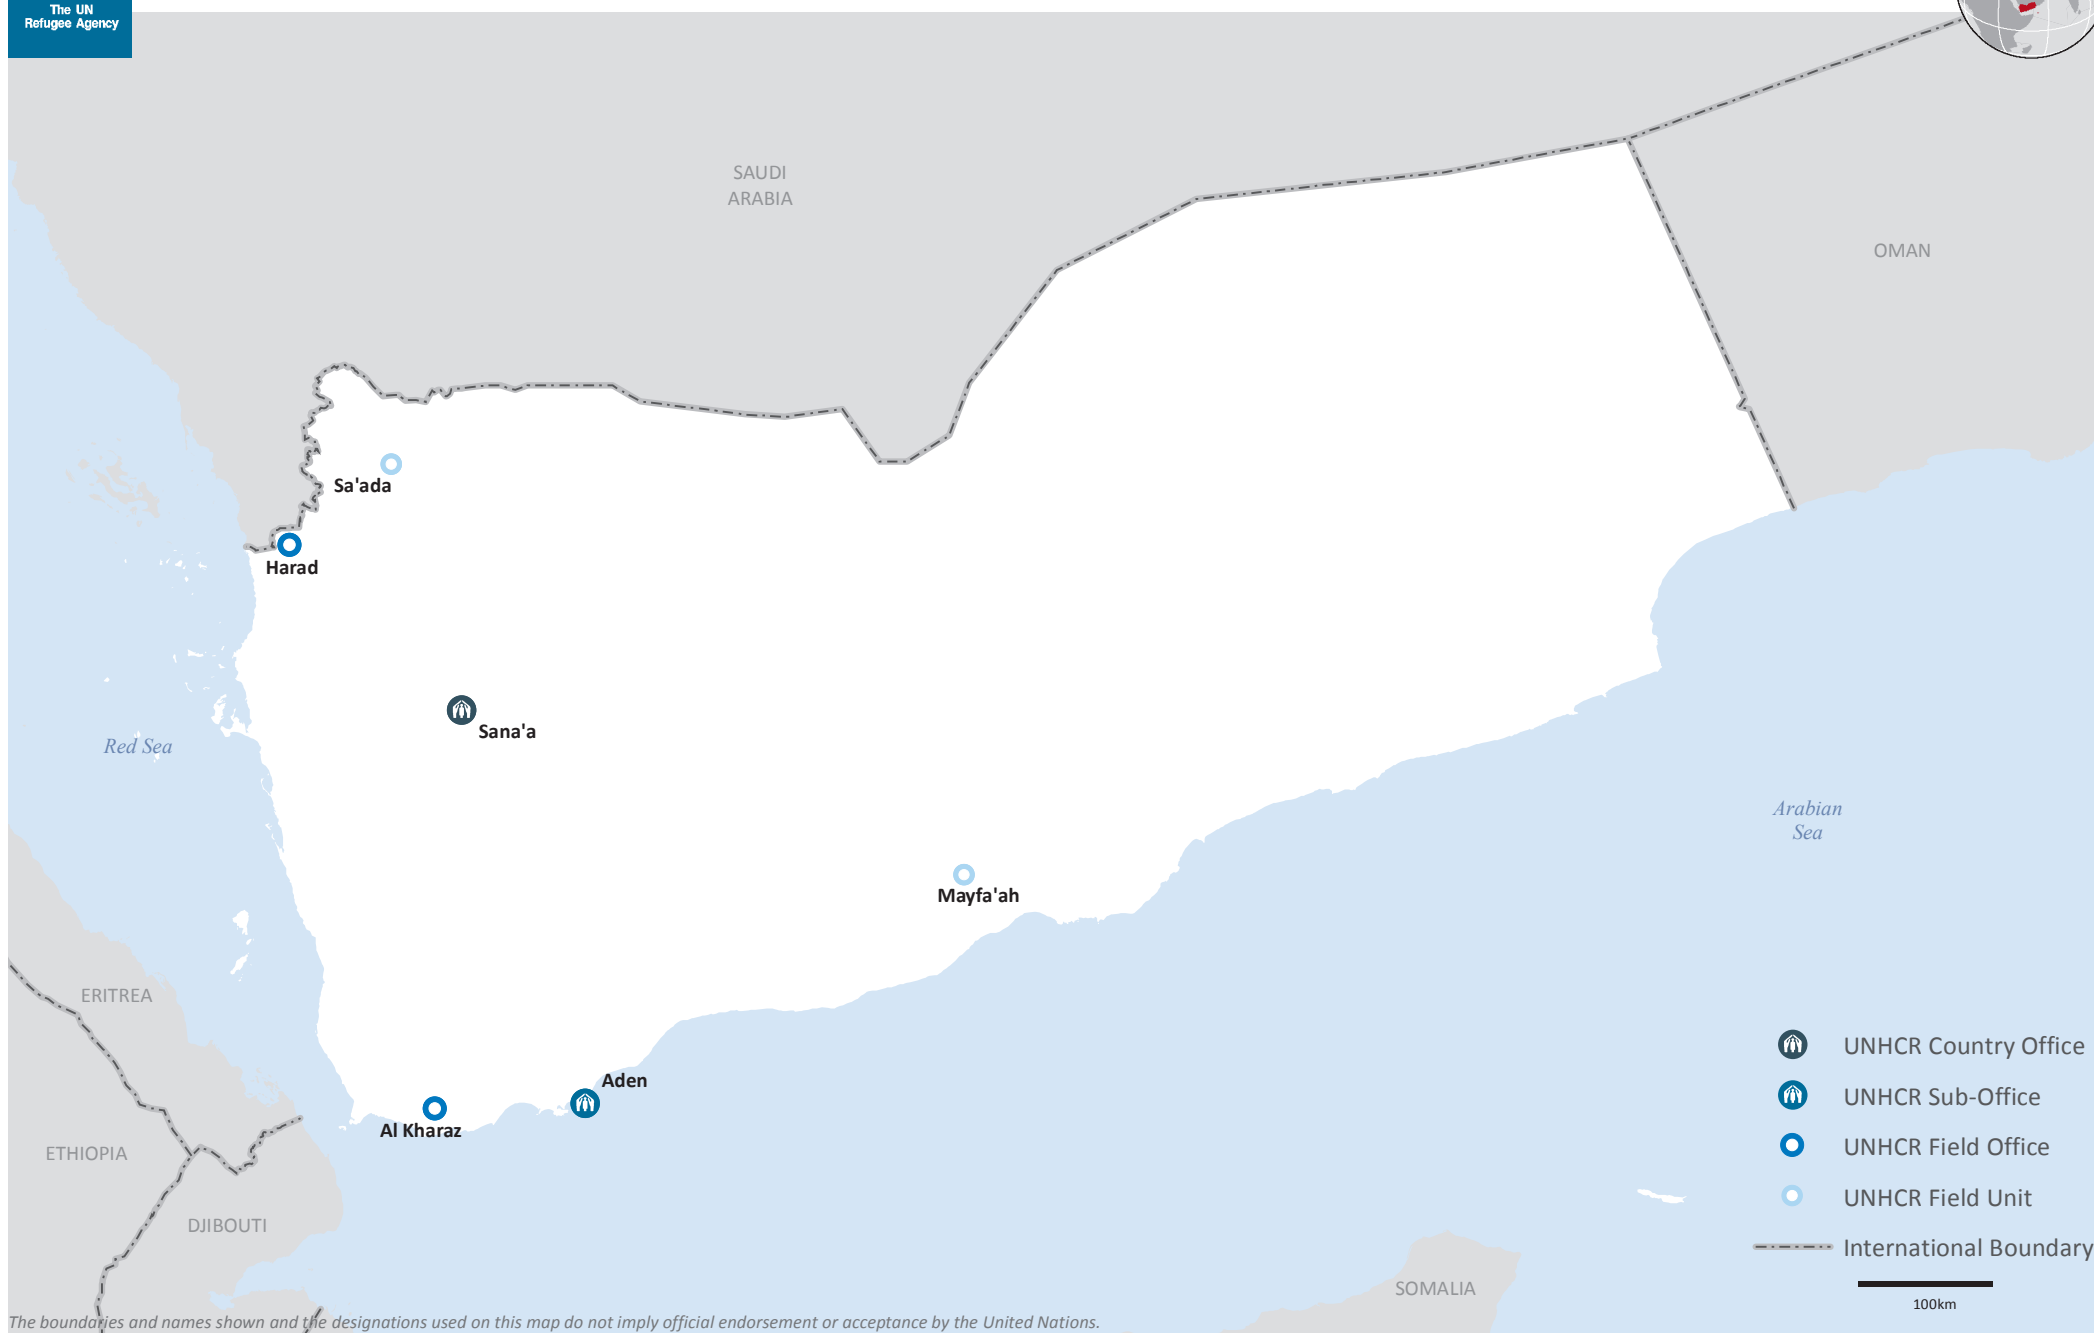 The UN
Refugee Agency
SAUDI
ARABIA
OMAN
Sa'ada
Harad
Sana'a
Red Sea
Arabian
Sea
Mayfa'ah
ERITREA
Aden
Al Kharaz
ETHIOPIA
DJIBOUTI
SOMALIA
UNHCR Country Office
UNHCR Sub-Office
UNHCR Field Office
UNHCR Field Unit
International Boundary
100km
The boundaries and names shown and the designations used on this map do not imply official endorsement or acceptance by the United Nations.